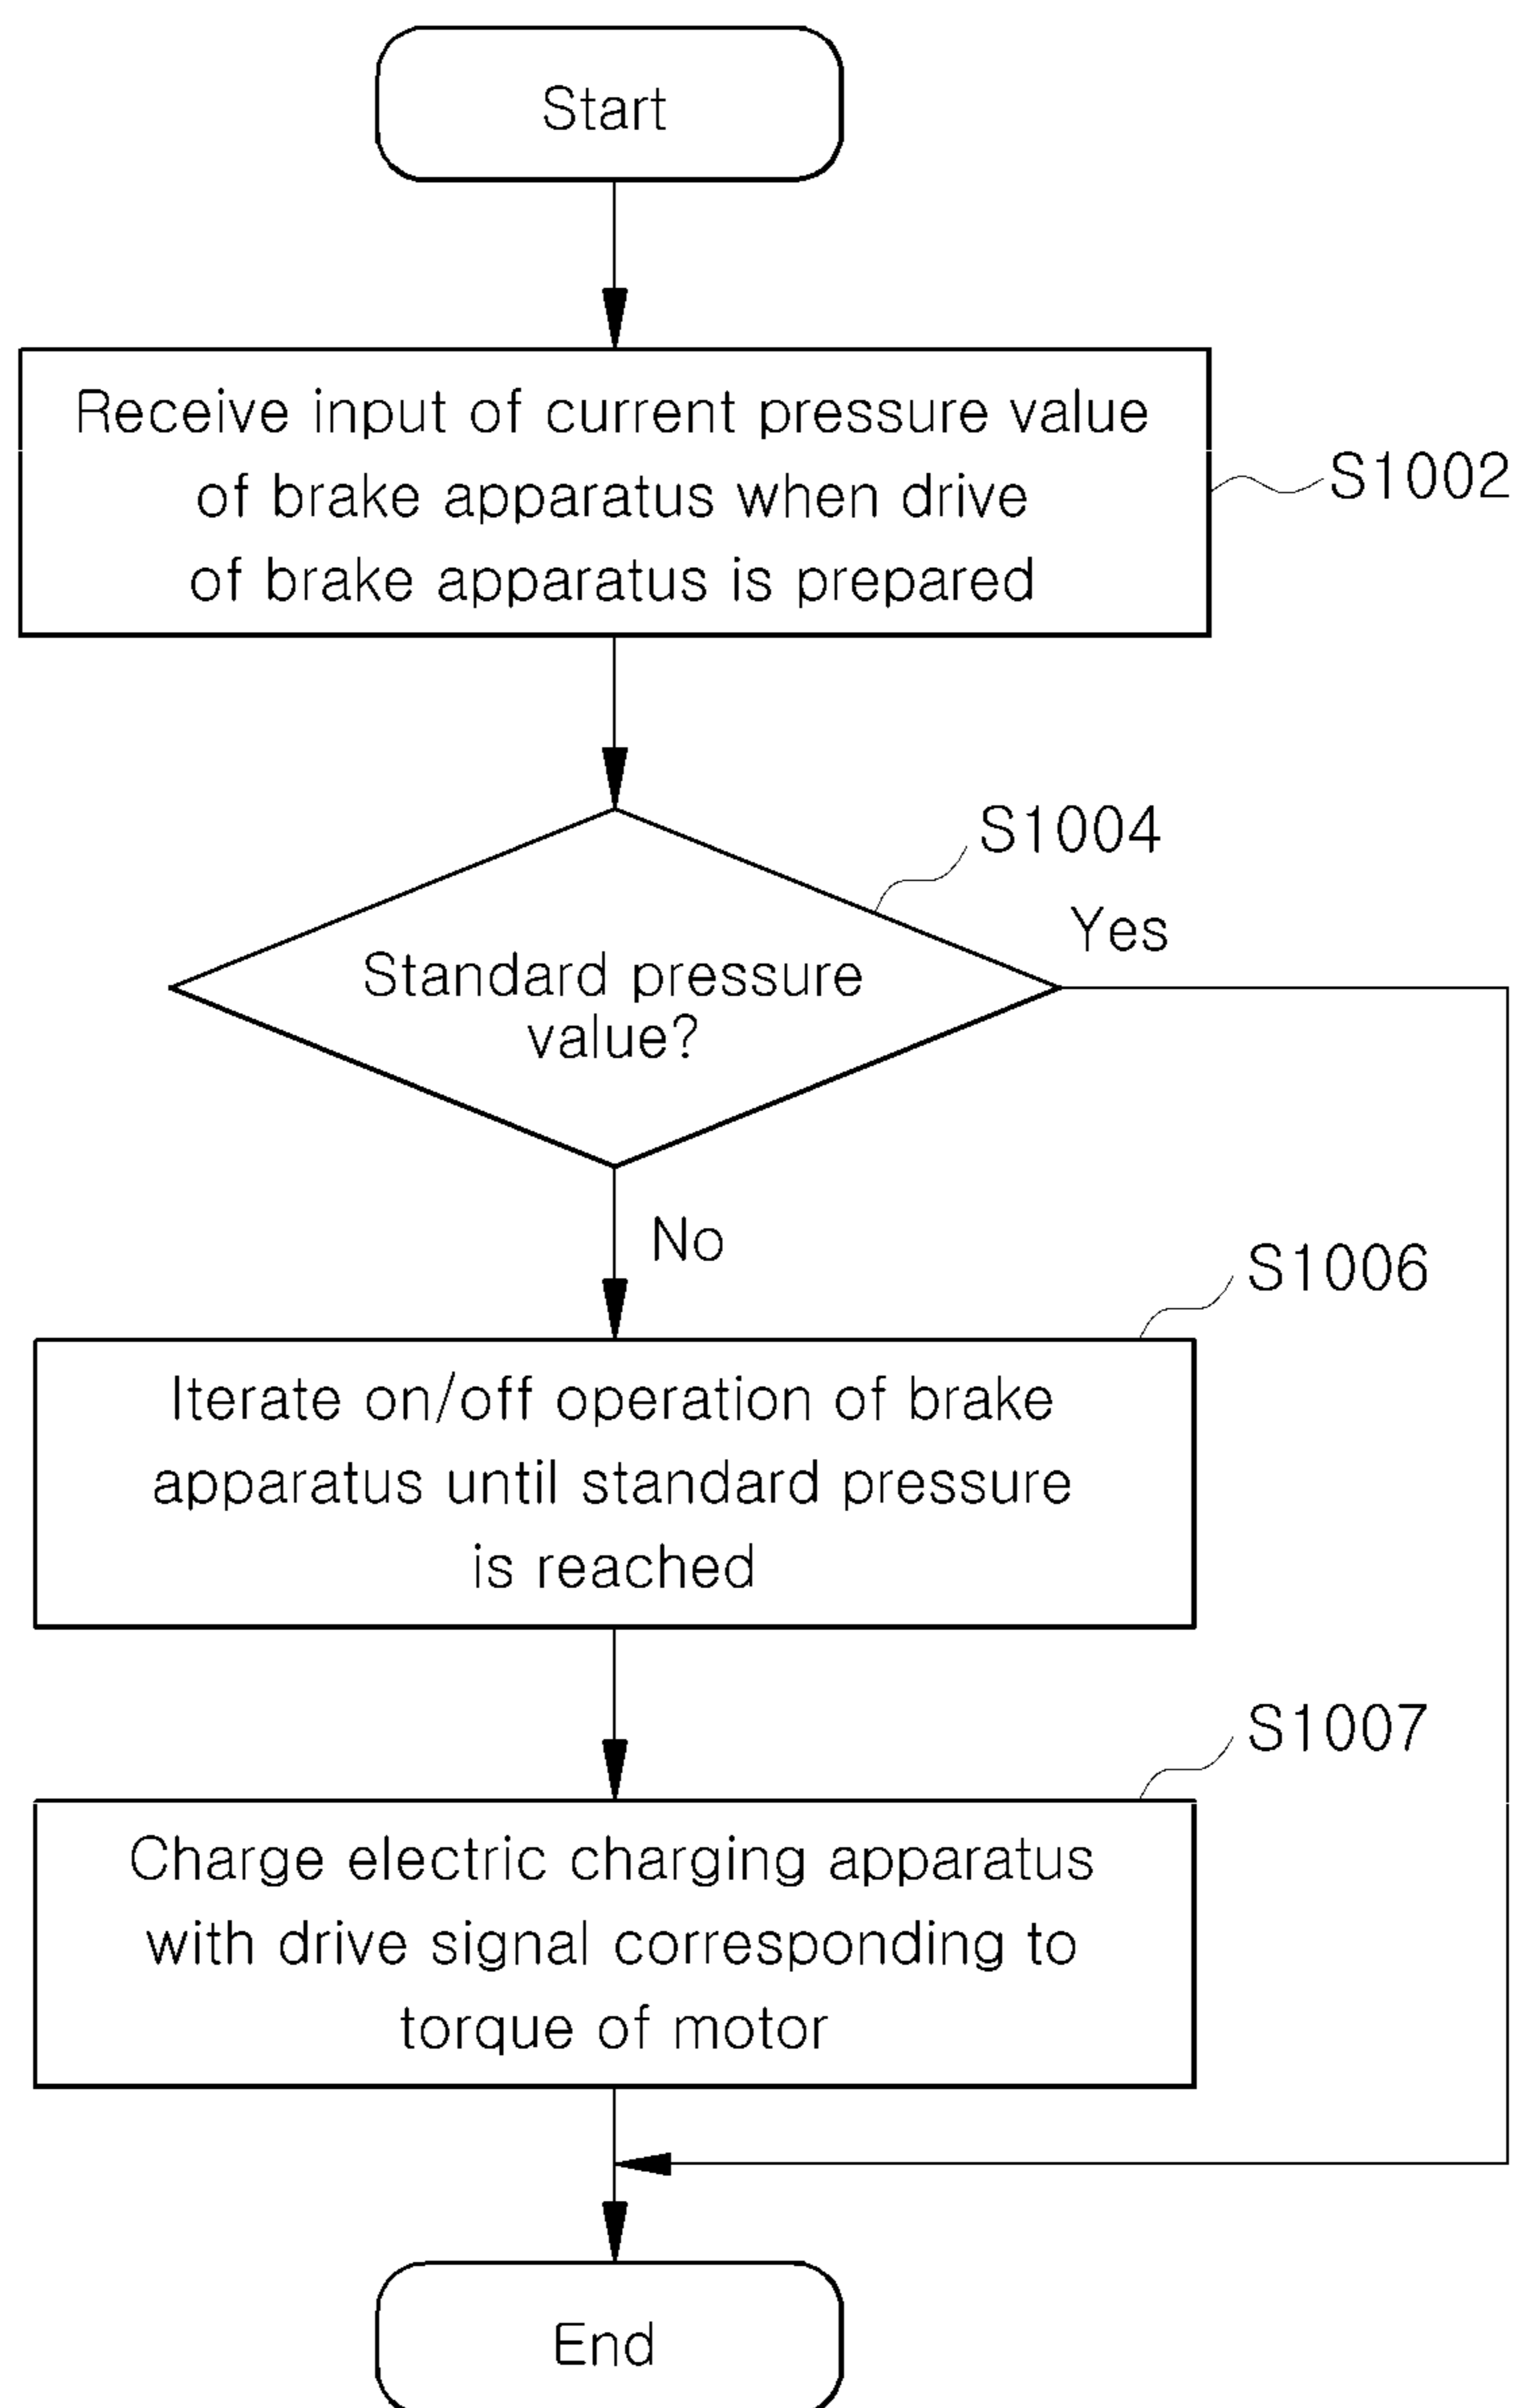 Start
Receive input of current pressure value
of brake apparatus when drive
of brake apparatus is prepared
S1002
S1004
Yes
Standard pressure
value?
No
S1006
Iterate on/off operation of brake
apparatus until standard pressure
is reached
S1007
Charge electric charging apparatus
with drive signal corresponding to
torque of motor
End